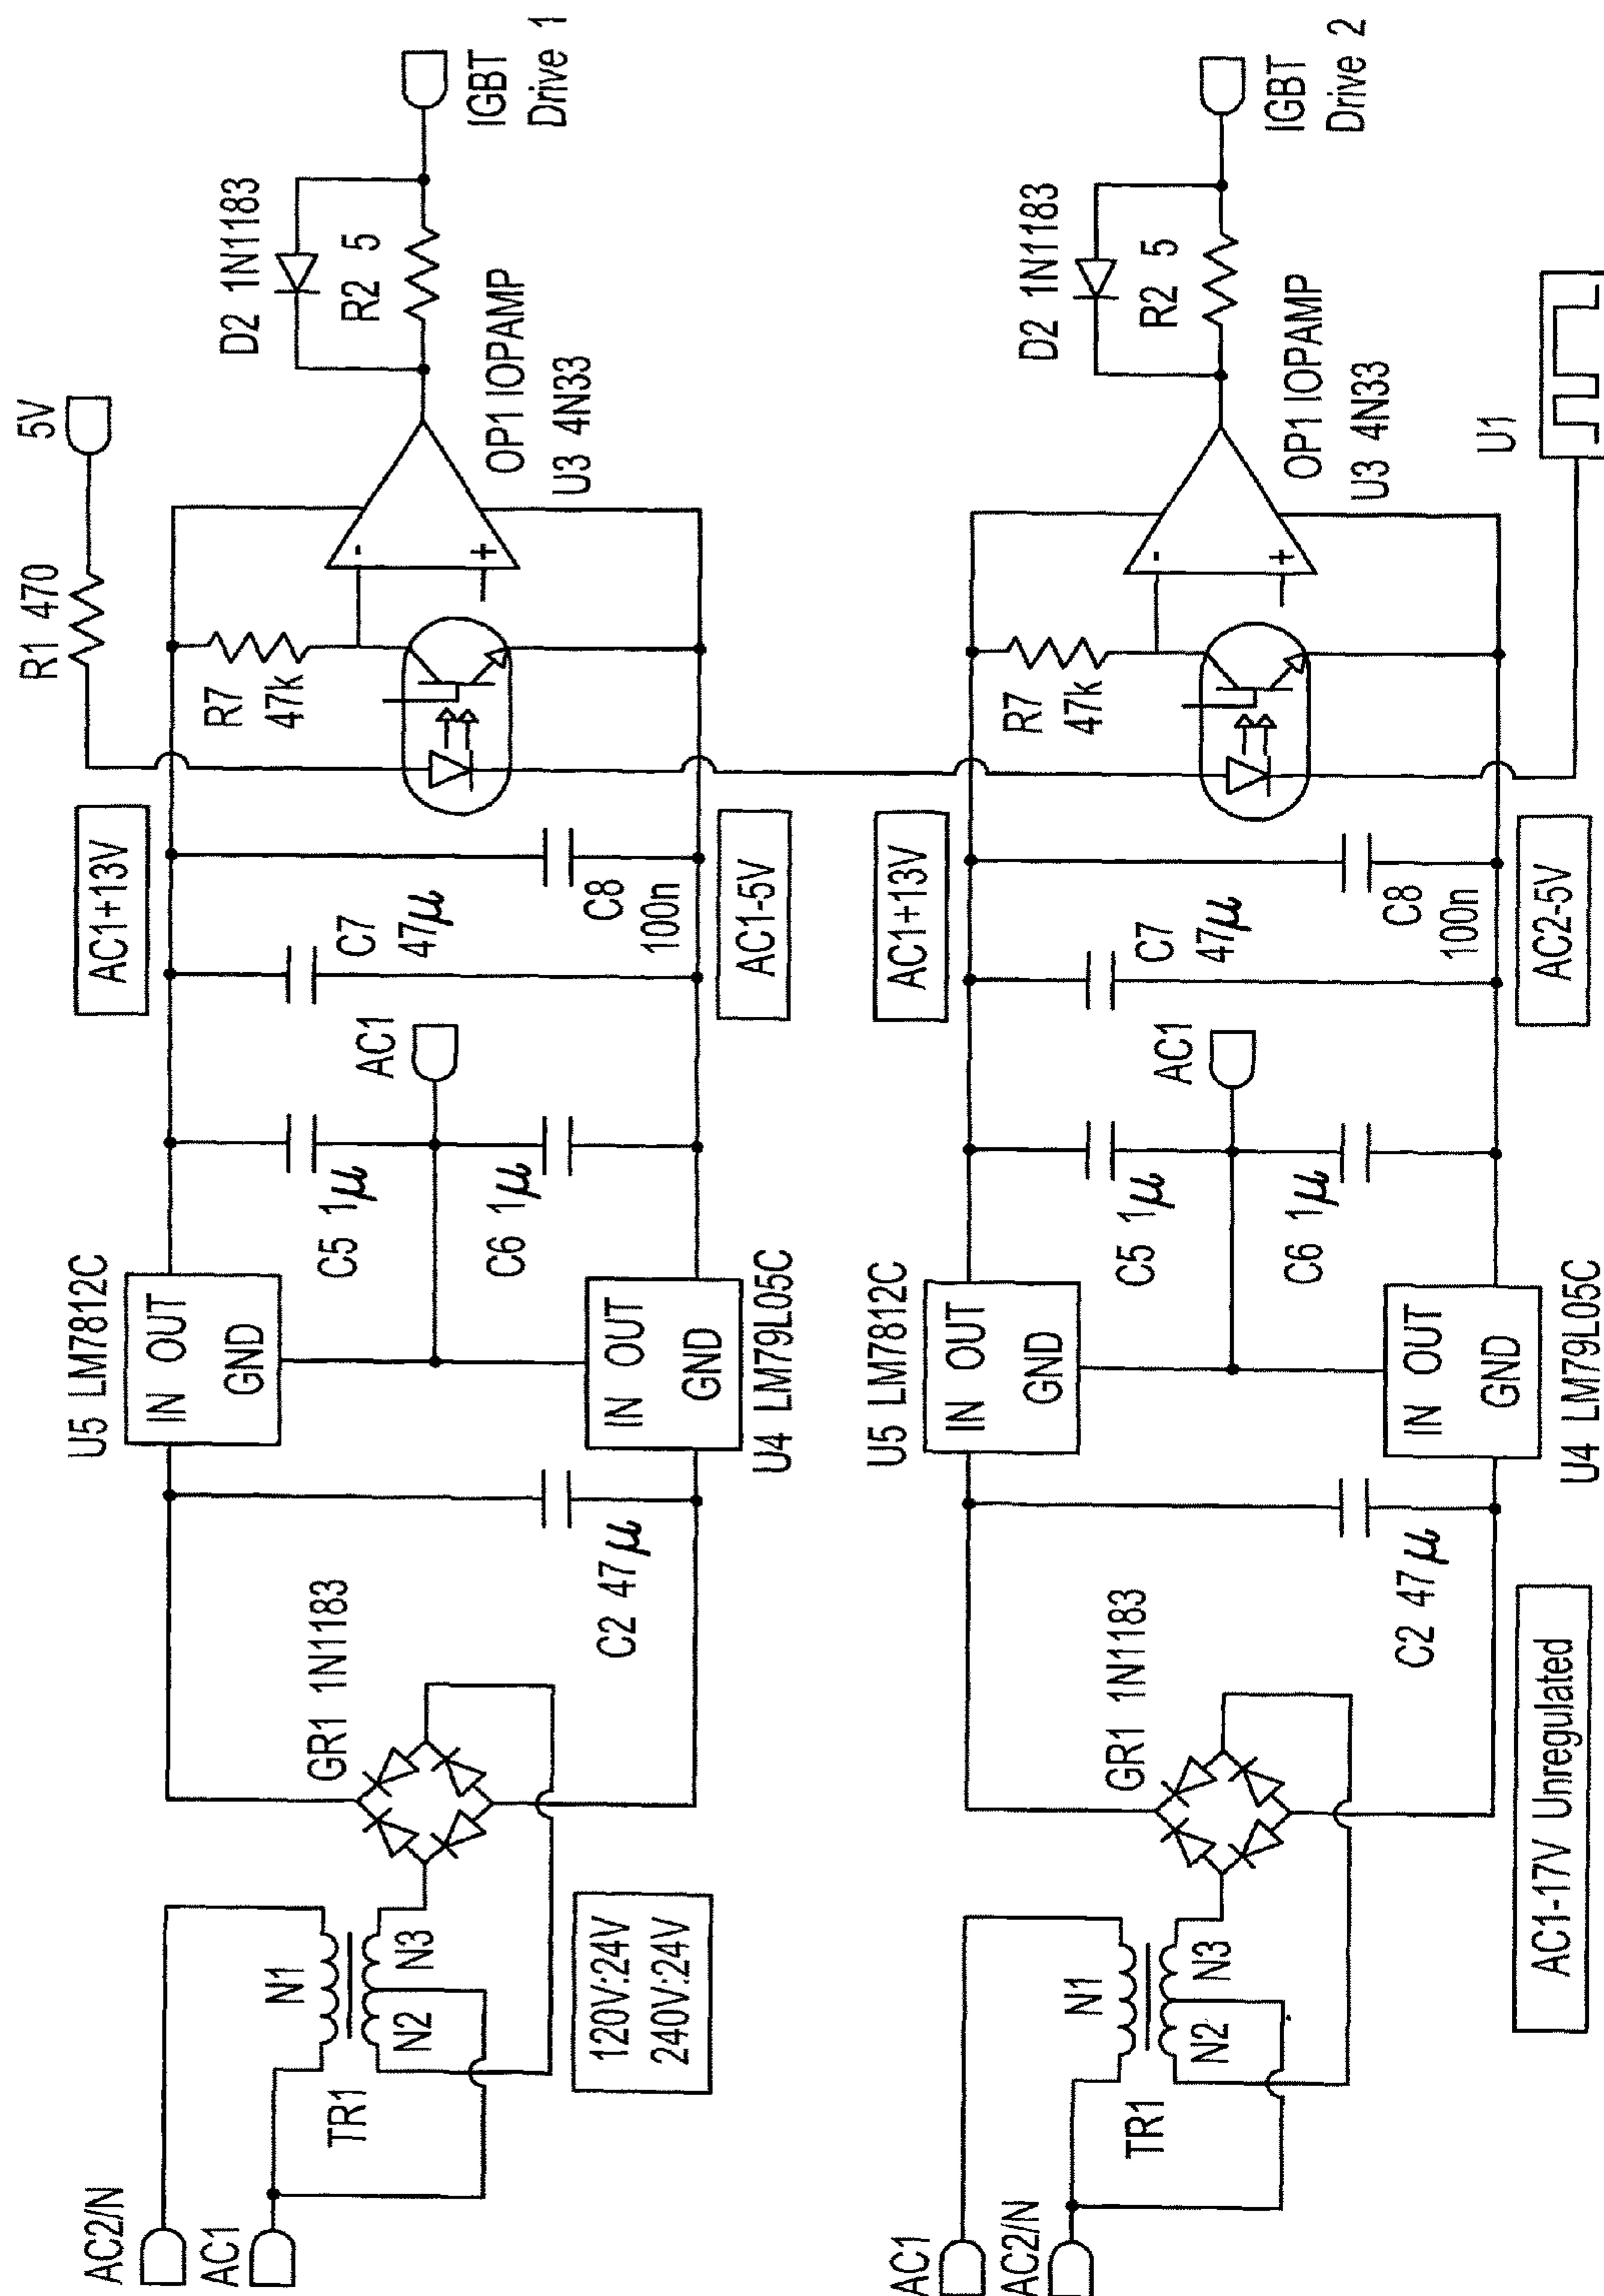 AC2/N
AC1
TR1
N1
N2
N3
120V:24V
240V:24V
GR1 1N1183
C2 47μ
U5 LM7812C
IN OUT
GND
IN OUT
GND
U4 LM79L05C
C5 1μ
C6 1μ
AC1
AC1+13V
C7
47μ
C8
100n
AC1-5V
R1 470
5V
R7
47k
-
+
OP1 IOPAMP
U3 4N33
D2 1N1183
R2 5
IGBT
Drive 1
AC1
AC2/N
TR1
N1
N2
N3
AC1-17V Unregulated
GR1 1N1183
C2 47μ
U5 LM7812C
IN OUT
GND
IN OUT
GND
U4 LM79L05C
C5 1μ
C6 1μ
AC1
AC1+13V
C7
47μ
C8
100n
AC2-5V
R7
47k
-
+
OP1 IOPAMP
U3 4N33
U1
D2 1N1183
R2 5
IGBT
Drive 2